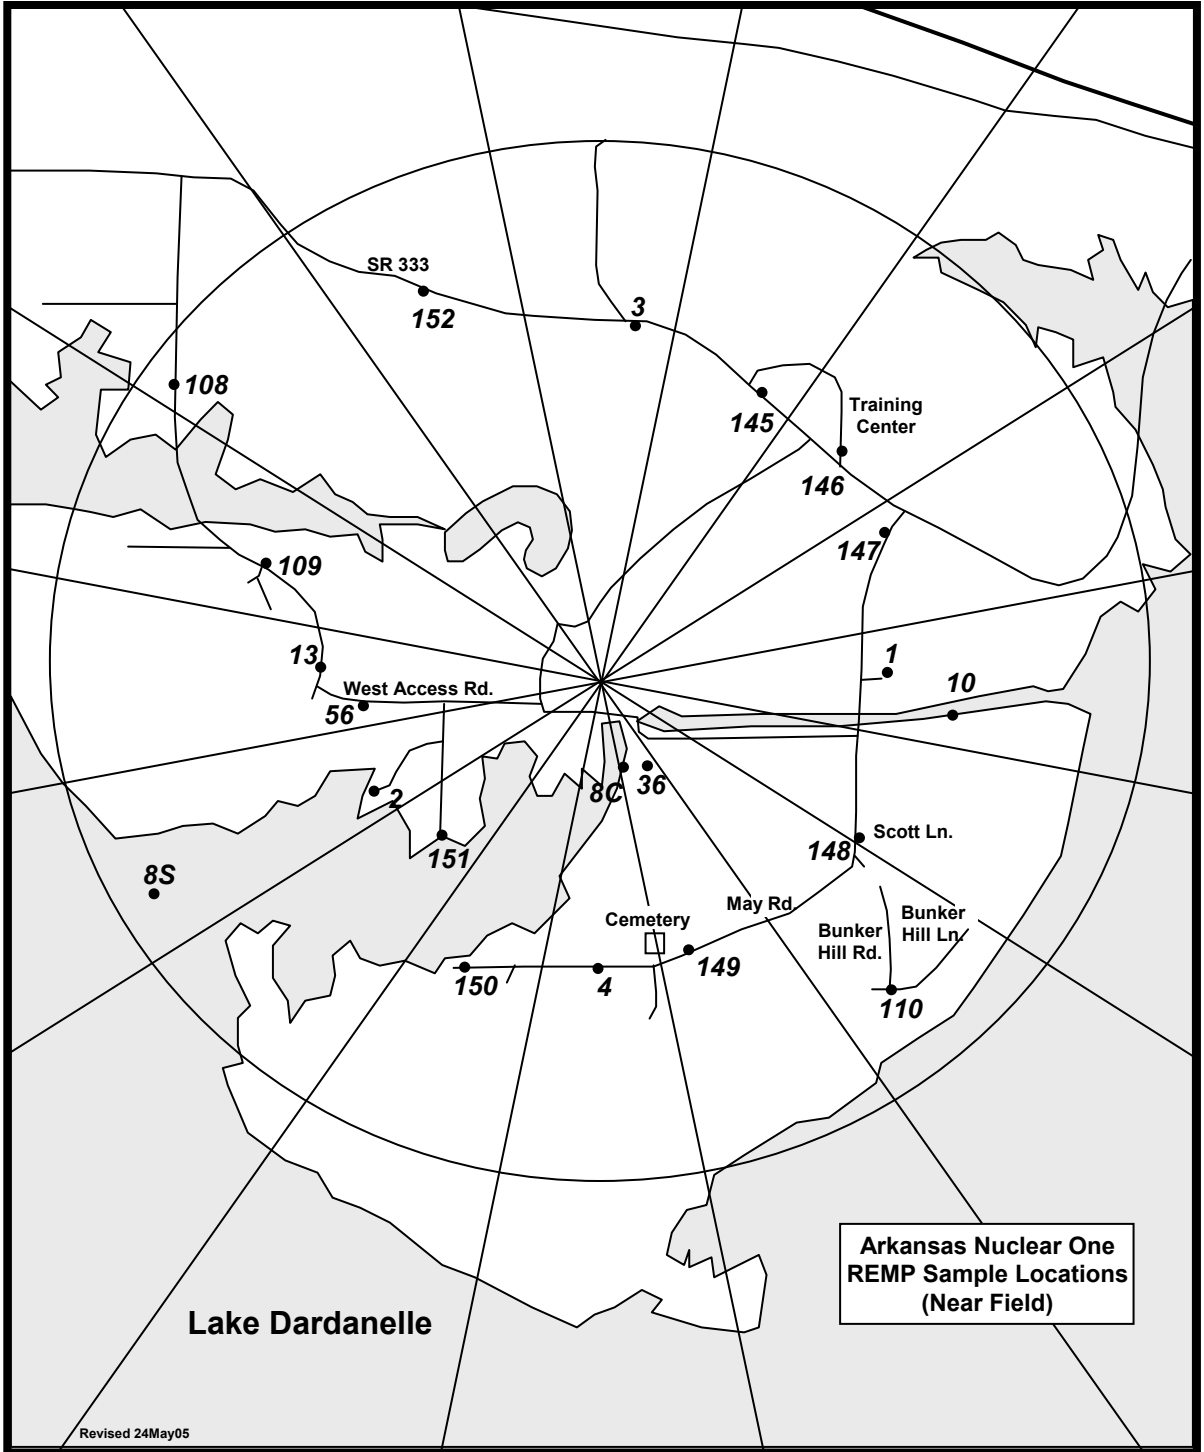 SR 333
152
3
108
145
Training
Center
146
147
109
13
1
West Access Rd.
10
56
8C
36
2
Scott Ln.
148
151
8S
May Rd.
Bunker
Hill Ln.
Cemetery
Bunker
Hill Rd.
149
150
4
110
Arkansas Nuclear One
REMP Sample Locations
(Near Field)
Lake Dardanelle
Revised 24May05